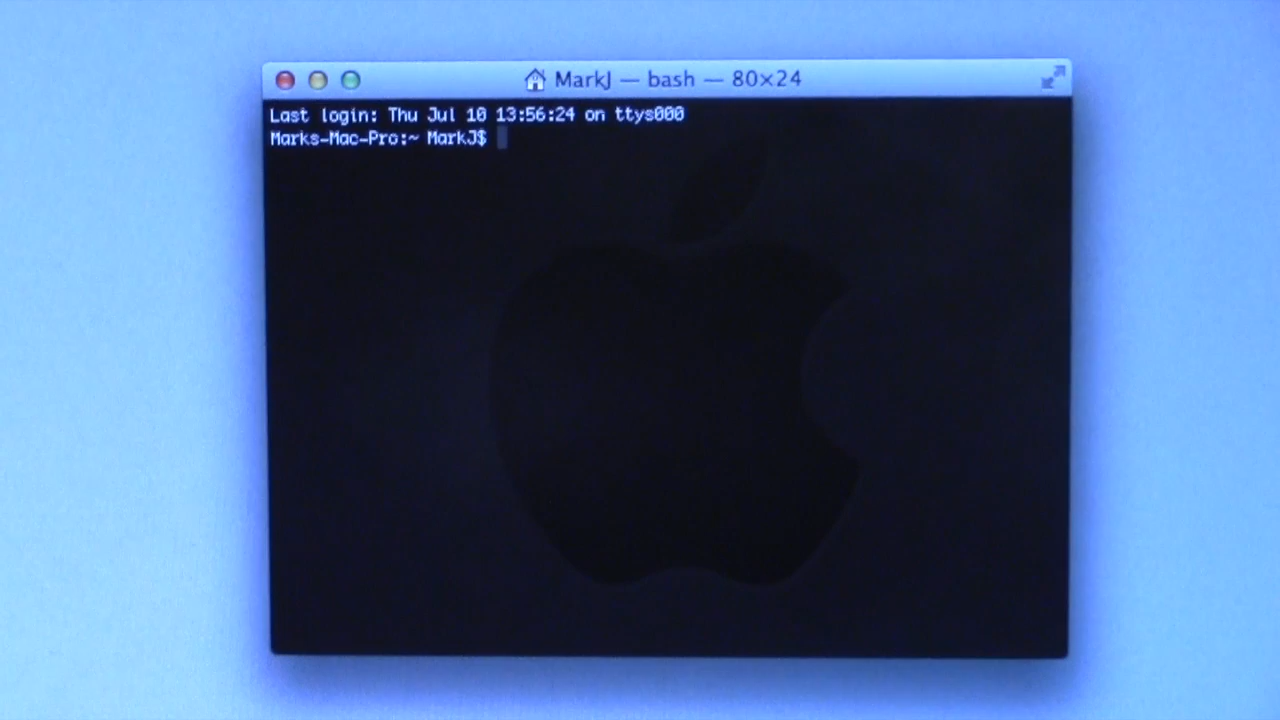 MarkJ — bash — 80×24
Last login: Thu Jul 10 13:56:24 on ttys000
Marks-Mac-Pro:~ MarkJ$